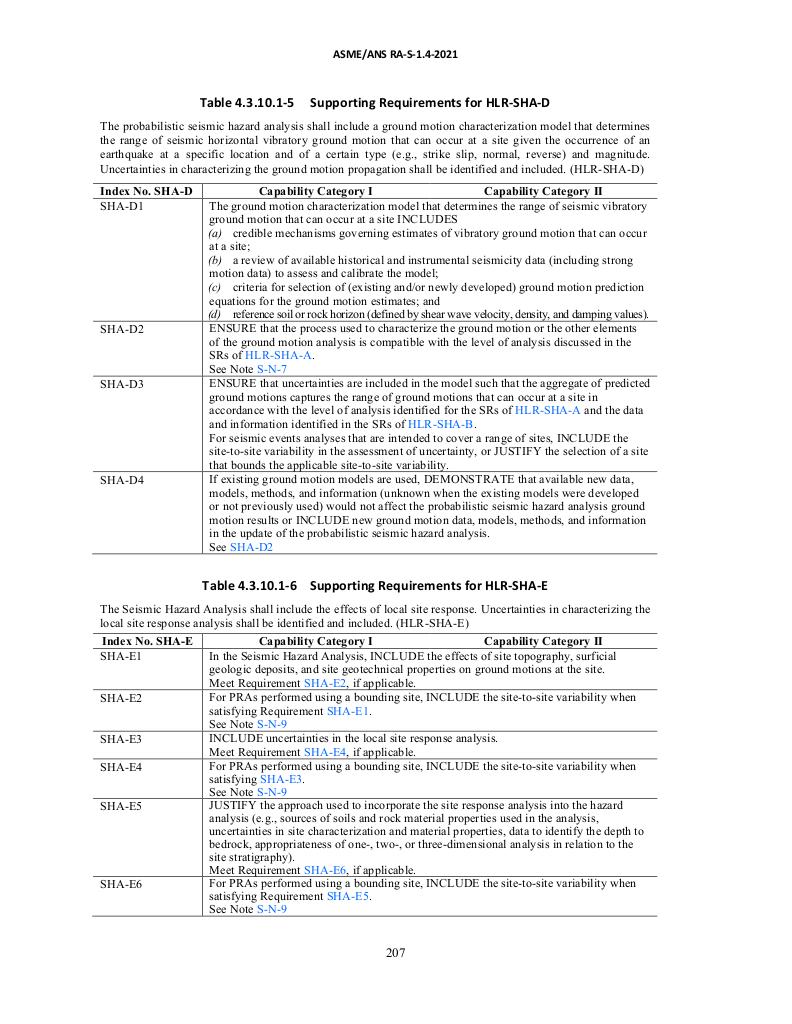 ASME/ANS RA-S-1.4-2021
Table 4.3.10.1-5 Supporting Requirements for HLR-SHA-D
The probabilistic seismic hazard analysis shall include a ground motion characterization model that determines
the range of seismic horizontal vibratory ground motion that can occur at a site given the occurrence of an
earthquake at a specific location and of a certain type (e.g., strike slip, normal, reverse) and magnitude.
Uncertainties in characterizing the ground motion propagation shall be identified and included. (HLR-SHA-D)
Index No. SHA-D Capability Category I Capability Category II
SHA-D1 The ground motion characterization model that determines the range of seismic vibratory
ground motion that can occur at a site INCLUDES
(a) credible mechanisms governing estimates of vibratory ground motion that can occur
at a site;
(b) a review of available historical and instrumental seismicity data (including strong
motion data) to assess and calibrate the model;
(c) criteria for selection of (existing and/or newly developed) ground motion prediction
equations for the ground motion estimates; and
(d) reference soil or rock horizon (defined by shear wave velocity, density, and damping values).
SHA-D2 ENSURE that the process used to characterize the ground motion or the other elements
of the ground motion analysis is compatible with the level of analysis discussed in the
SRs of HLR-SHA-A.
See Note S-N-7
SHA-D3 ENSURE that uncertainties are included in the model such that the aggregate of predicted
ground motions captures the range of ground motions that can occur at a site in
accordance with the level of analysis identified for the SRs of HLR-SHA-A and the data
and information identified in the SRs of HLR-SHA-B.
For seismic events analyses that are intended to cover a range of sites, INCLUDE the
site-to-site variability in the assessment of uncertainty, or JUSTIFY the selection of a site
that bounds the applicable site-to-site variability.
SHA-D4 If existing ground motion models are used, DEMONSTRATE that available new data,
models, methods, and information (unknown when the existing models were developed
or not previously used) would not affect the probabilistic seismic hazard analysis ground
motion results or INCLUDE new ground motion data, models, methods, and information
in the update of the probabilistic seismic hazard analysis.
See SHA-D2
Table 4.3.10.1-6 Supporting Requirements for HLR-SHA-E
The Seismic Hazard Analysis shall include the effects of local site response. Uncertainties in characterizing the
local site response analysis shall be identified and included. (HLR-SHA-E)
Index No. SHA-E Capability Category I Capability Category II
SHA-E1 In the Seismic Hazard Analysis, INCLUDE the effects of site topography, surficial
geologic deposits, and site geotechnical properties on ground motions at the site.
Meet Requirement SHA-E2, if applicable.
SHA-E2 For PRAs performed using a bounding site, INCLUDE the site-to-site variability when
satisfying Requirement SHA-E1.
See Note S-N-9
SHA-E3 INCLUDE uncertainties in the local site response analysis.
Meet Requirement SHA-E4, if applicable.
SHA-E4 For PRAs performed using a bounding site, INCLUDE the site-to-site variability when
satisfying SHA-E3.
See Note S-N-9
SHA-E5 JUSTIFY the approach used to incorporate the site response analysis into the hazard
analysis (e.g., sources of soils and rock material properties used in the analysis,
uncertainties in site characterization and material properties, data to identify the depth to
bedrock, appropriateness of one-, two-, or three-dimensional analysis in relation to the
site stratigraphy).
Meet Requirement SHA-E6, if applicable.
SHA-E6 For PRAs performed using a bounding site, INCLUDE the site-to-site variability when
satisfying Requirement SHA-E5.
See Note S-N-9
207